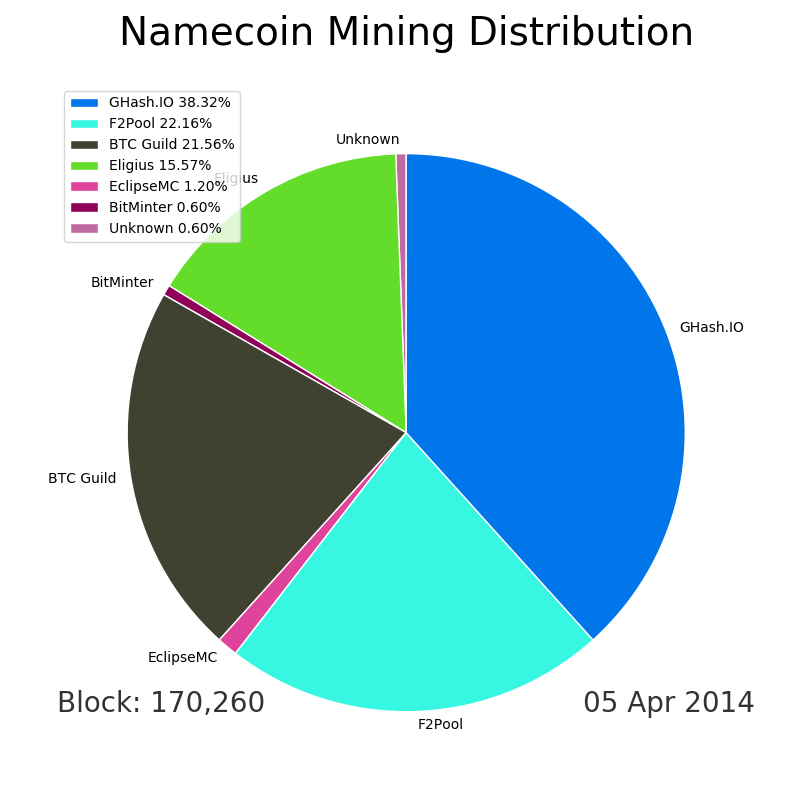 Namecoin Mining Distribution
GHash.IO 38.32%
F2Pool 22.16%
BTC Guild 21.56%
Eligius 15.57%
EclipseMC 1.20%
BitMinter 0.60%
Unknown 0.60%
Unknown
Eligius
BitMinter
GHash.IO
BTC Guild
EclipseMC
F2Pool
Block: 170,260
05 Apr 2014